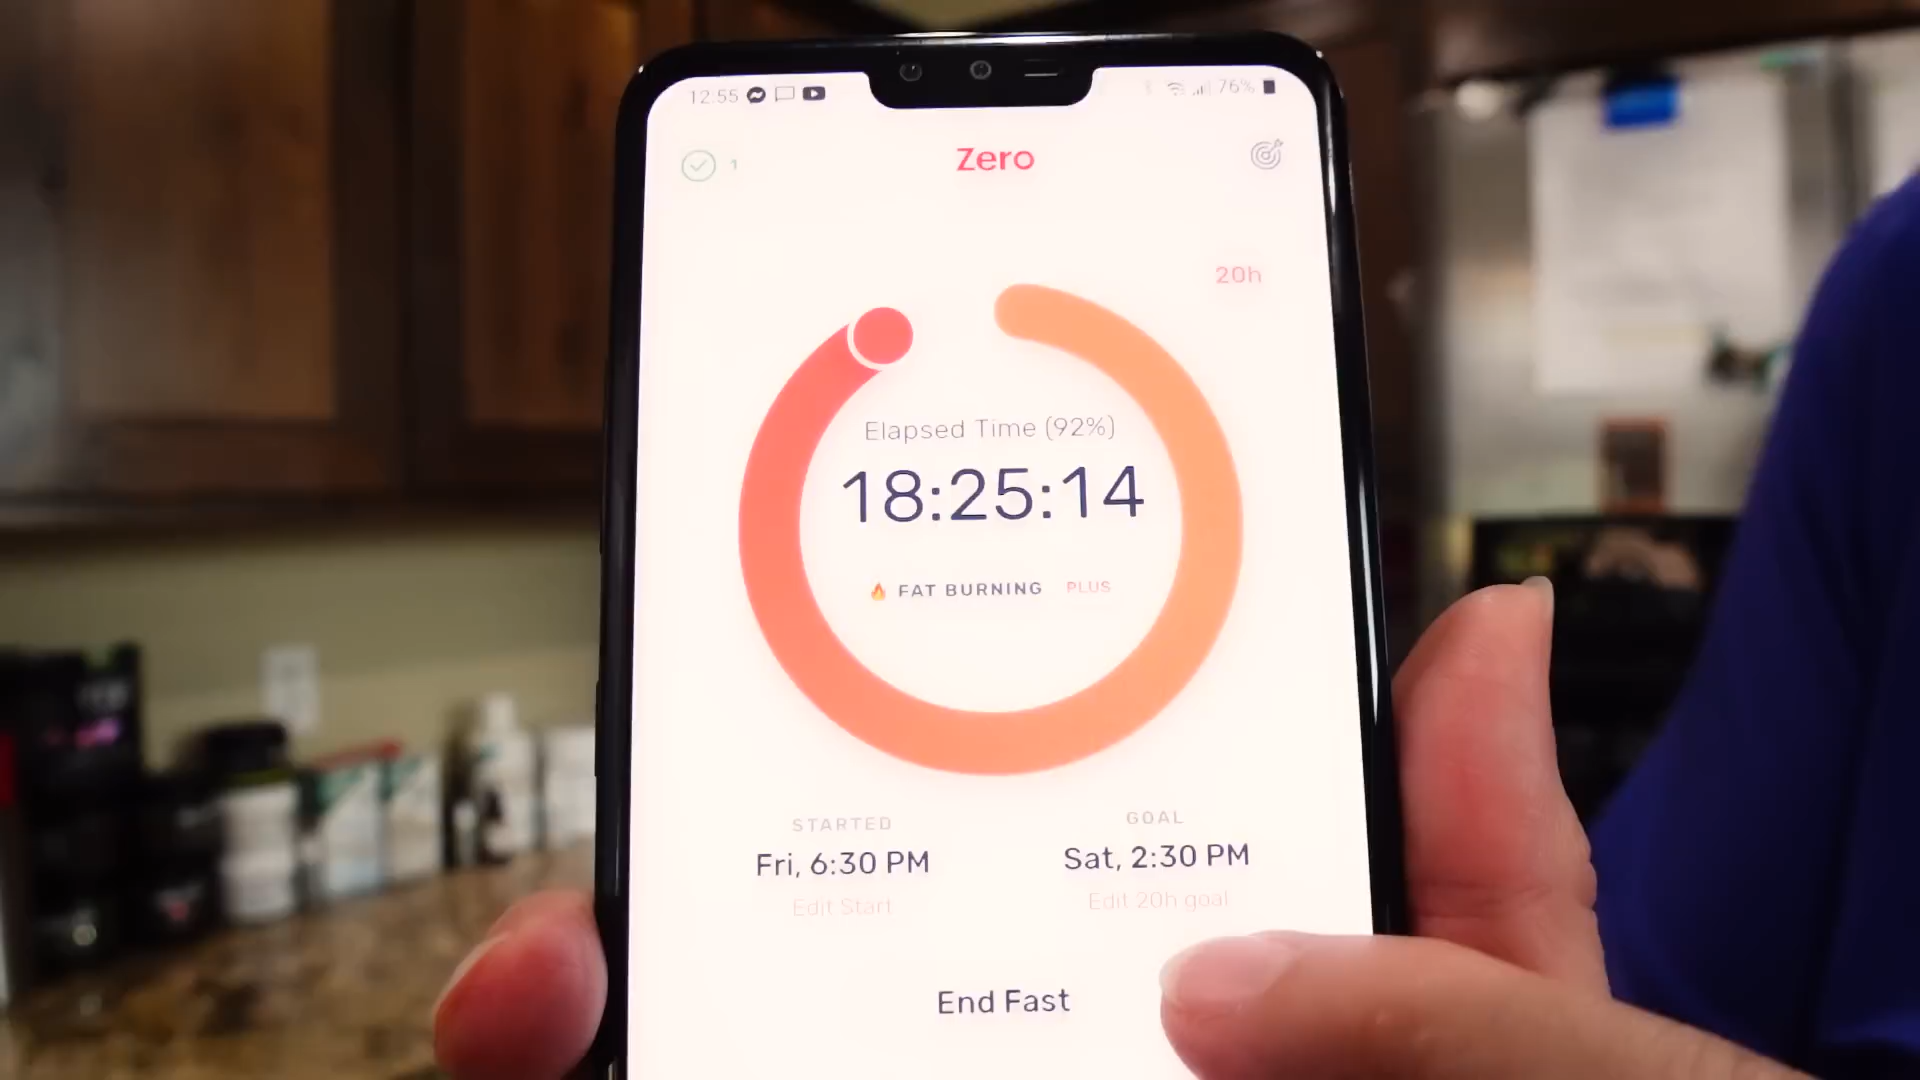 12:55 76%
1 Zero
20h
Elapsed Time (92%)
18:25:14
🔥 FAT BURNING PLUS
STARTED GOAL
Fri, 6:30 PM Sat, 2:30 PM
Edit Start Edit 20h goal
End Fast